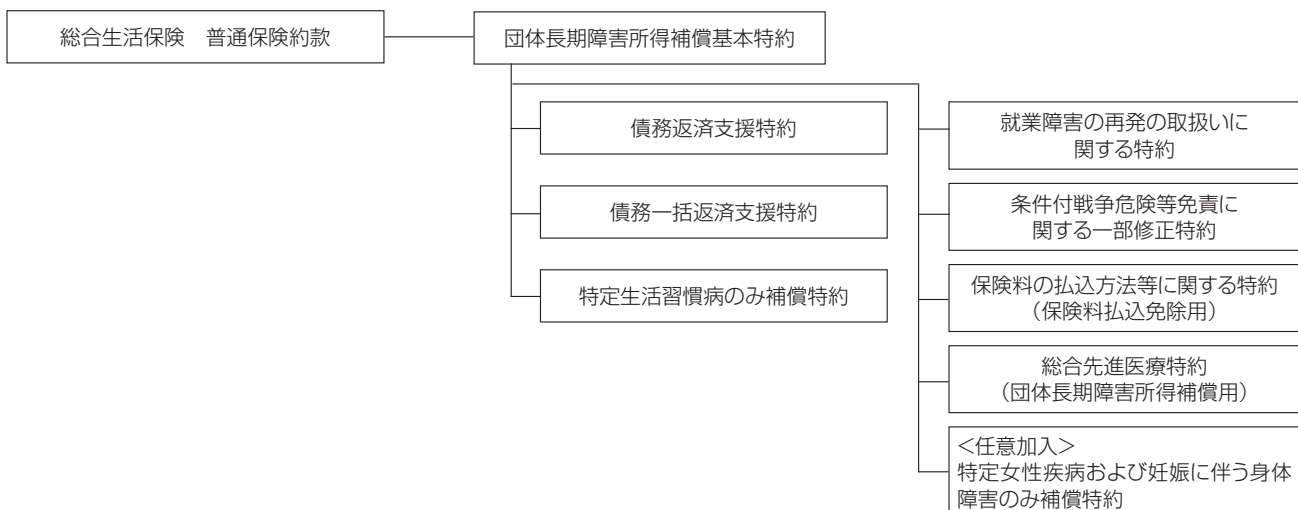 総合生活保険　普通保険約款
団体長期障害所得補償基本特約
債務返済支援特約
債務一括返済支援特約
特定生活習慣病のみ補償特約
就業障害の再発の取扱いに
関する特約
条件付戦争危険等免責に
関する一部修正特約
保険料の払込方法等に関する特約
（保険料払込免除用）
総合先進医療特約
（団体長期障害所得補償用）
＜任意加入＞
特定女性疾病および妊娠に伴う身体
障害のみ補償特約